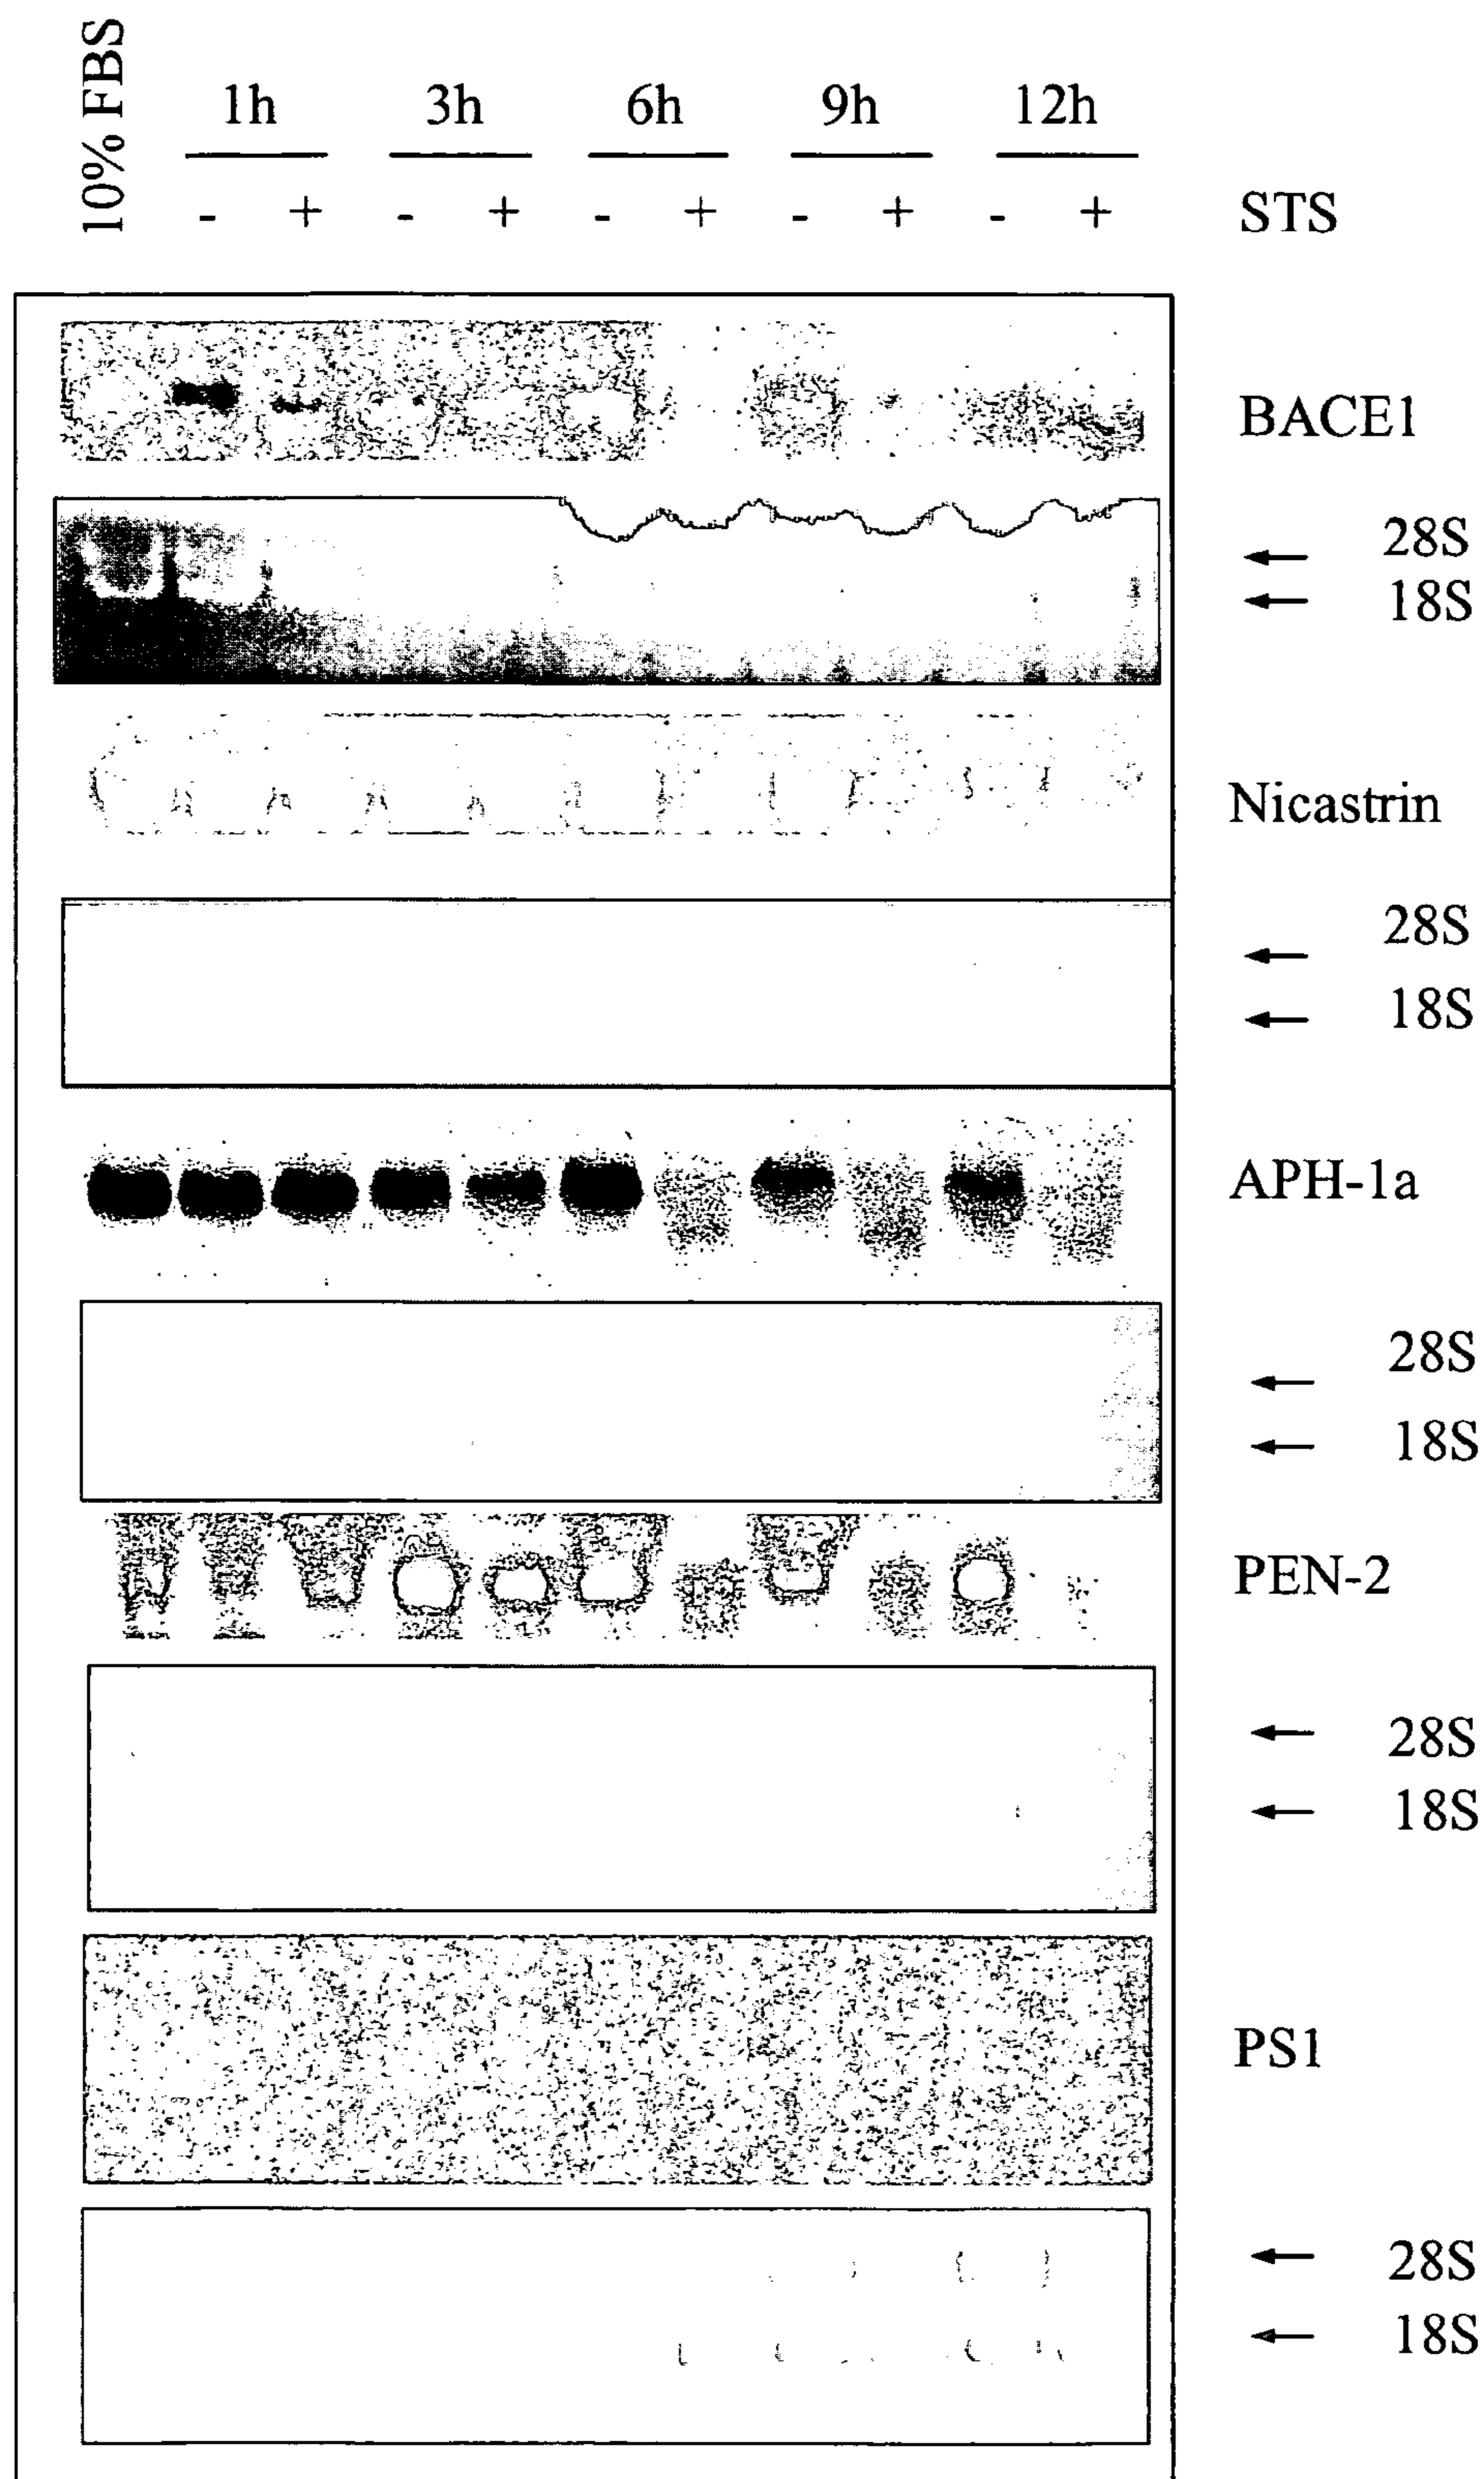 10% FBS
1h 3h 6h 9h 12h
- + - + - + - + - + STS
BACE1
28S
18S
Nicastrin
28S
18S
APH-1a
28S
18S
PEN-2
28S
18S
PS1
28S
18S